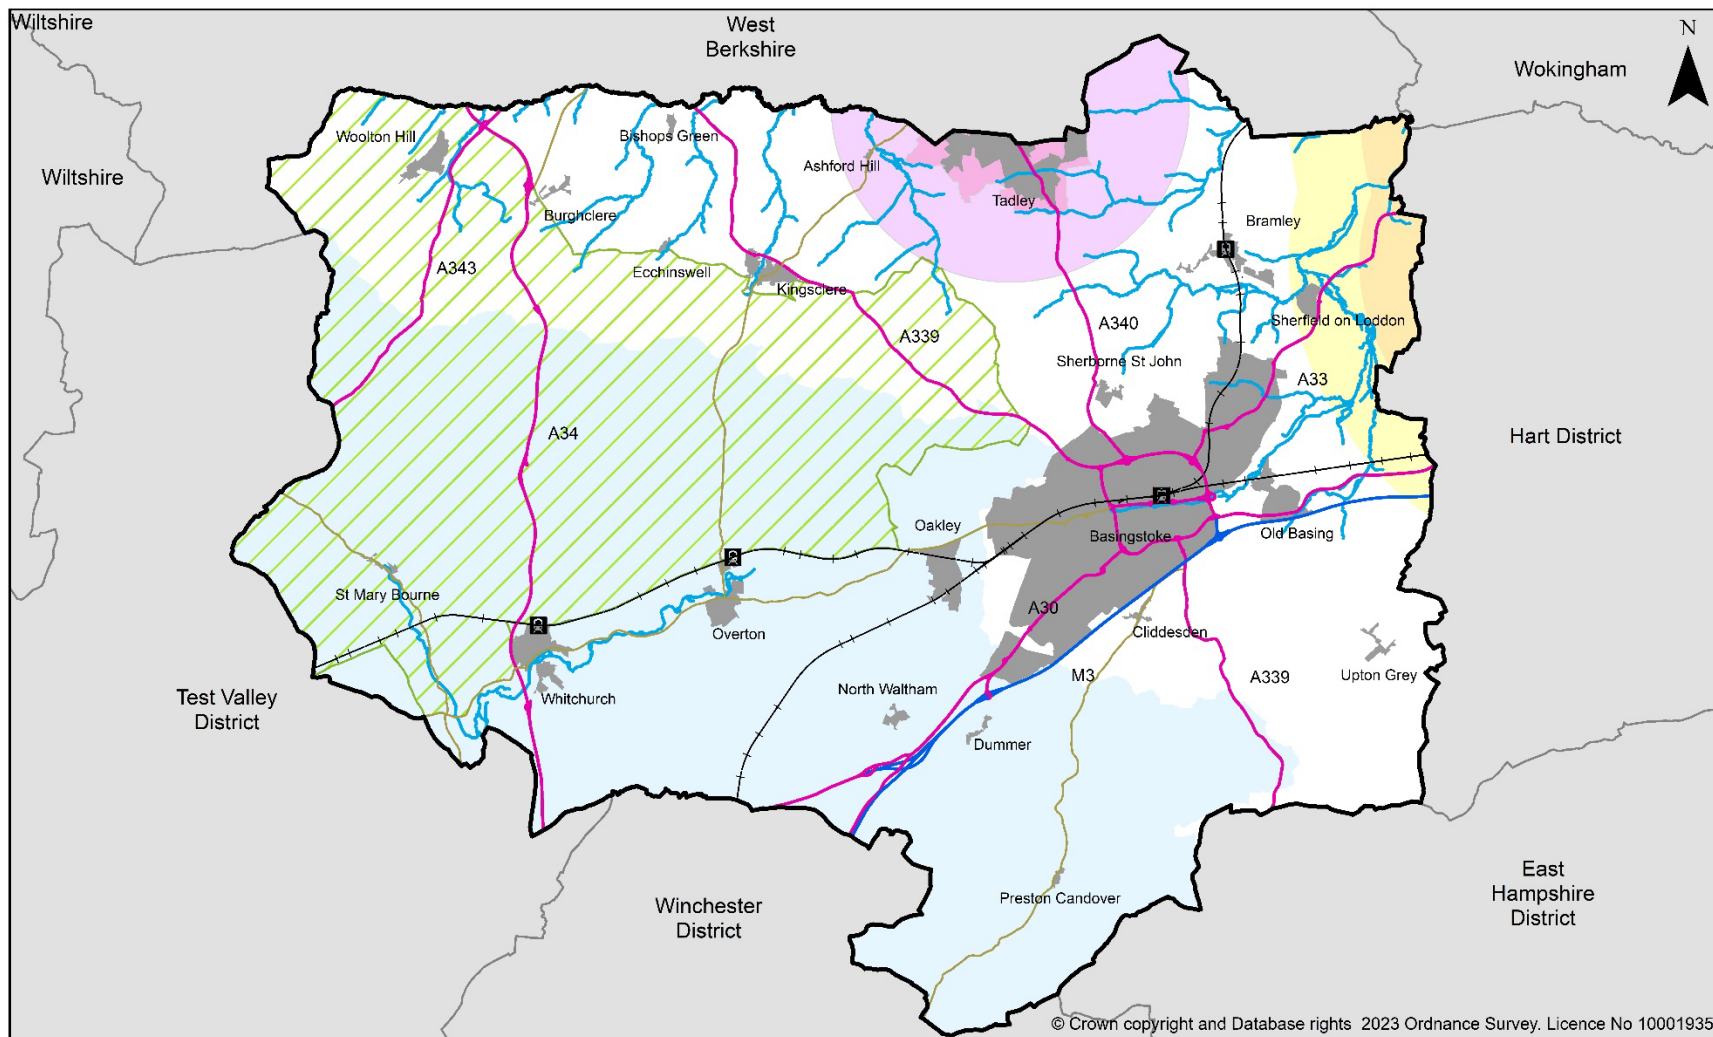 Wiltshire
West
Berkshire
N
Wokingham
Woolton Hill
Bishops Green
Ashford Hill
Wiltshire
Tadley
Burghclere
Bramley
A343
Ecchinswell
Kingsclere
A339
A340
Sherfield on Loddon
Sherborne St John
A33
A34
Hart District
Oakley
Basingstoke
Old Basing
St Mary Bourne
Overton
A30
Cliddesden
M3
A339
Upton Grey
Test Valley
District
Whitchurch
North Waltham
Dummer
Preston Candover
Winchester
District
East
Hampshire
District
© Crown copyright and Database rights 2023 Ordnance Survey. Licence No 10001935